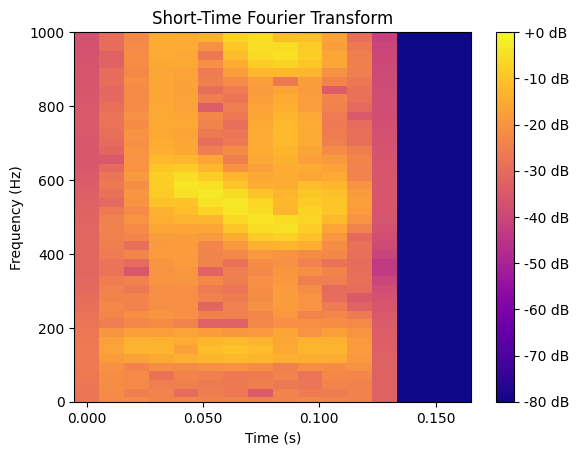 Short-Time Fourier Transform
1000
800
600
400
200
0
Frequency (Hz)
0.000
0.050
0.100
0.150
Time (s)
+0 dB
-10 dB
-20 dB
-30 dB
-40 dB
-50 dB
-60 dB
-70 dB
-80 dB